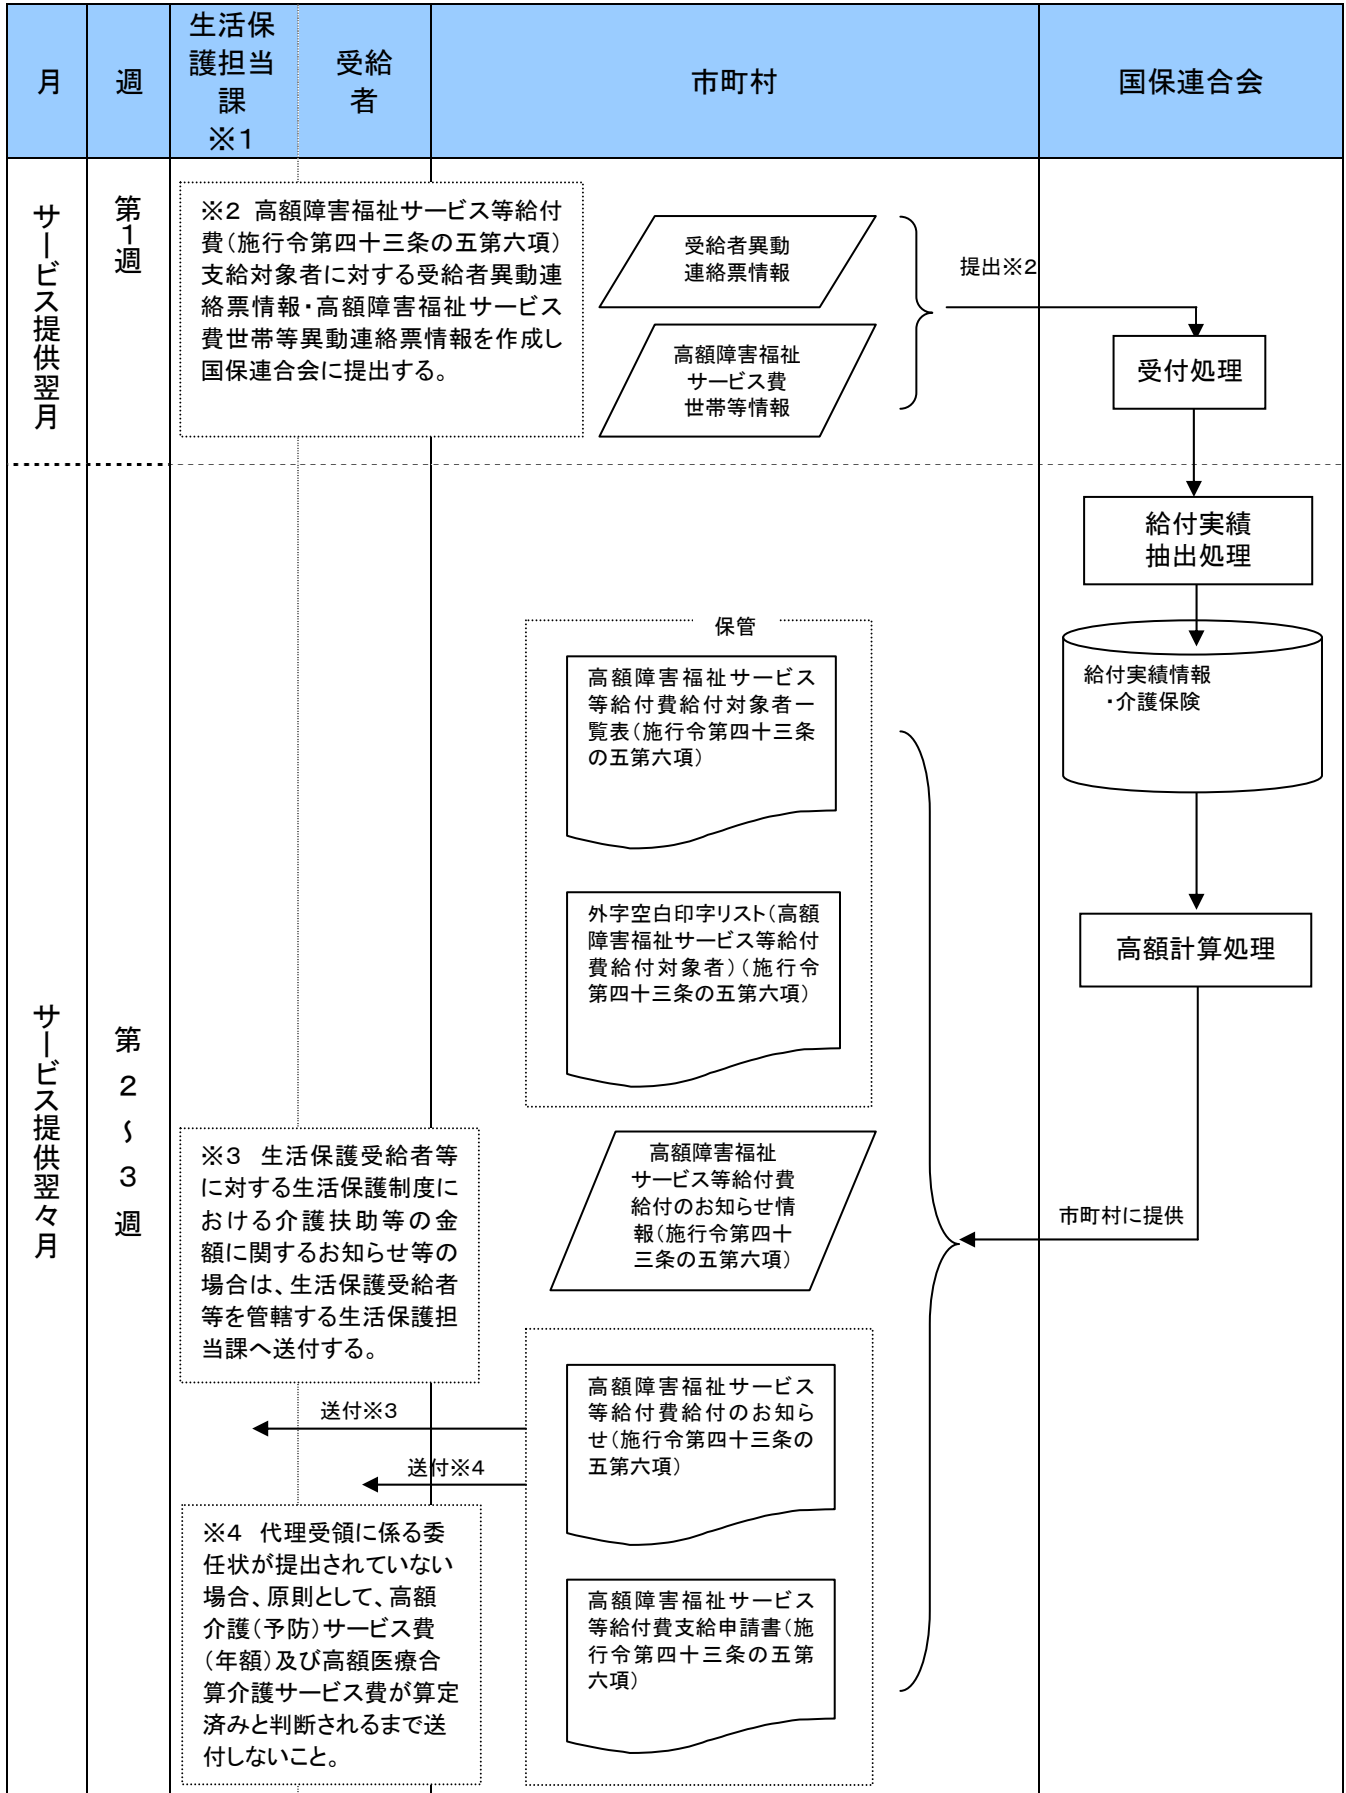 月
週
生活保
護担当
課
※1
受給
者
市町村
国保連合会
サービス提供翌月
第1週
※2 高額障害福祉サービス等給付
費(施行令第四十三条の五第六項)
支給対象者に対する受給者異動連
絡票情報・高額障害福祉サービス
費世帯等異動連絡票情報を作成し
国保連合会に提出する。
受給者異動
連絡票情報
高額障害福祉
サービス費
世帯等情報
提出※2
受付処理
給付実績
抽出処理
給付実績情報
・介護保険
高額計算処理
市町村に提供
サービス提供翌々月
第2~3週
保管
高額障害福祉サービス
等給付費給付対象者一
覧表(施行令第四十三条
の五第六項)
外字空白印字リスト(高額
障害福祉サービス等給付
費給付対象者)(施行令
第四十三条の五第六項)
高額障害福祉
サービス等給付費
給付のお知らせ情
報(施行令第四十
三条の五第六項)
※3 生活保護受給者等
に対する生活保護制度に
おける介護扶助等の金
額に関するお知らせ等の
場合は、生活保護受給者
等を管轄する生活保護担
当課へ送付する。
送付※3
送付※4
高額障害福祉サービス
等給付費給付のお知ら
せ(施行令第四十三条の
五第六項)
※4 代理受領に係る委
任状が提出されていない
場合、原則として、高額
介護(予防)サービス費
(年額)及び高額医療合
算介護サービス費が算定
済みと判断されるまで送
付しないこと。
高額障害福祉サービス
等給付費支給申請書(施
行令第四十三条の五第
六項)